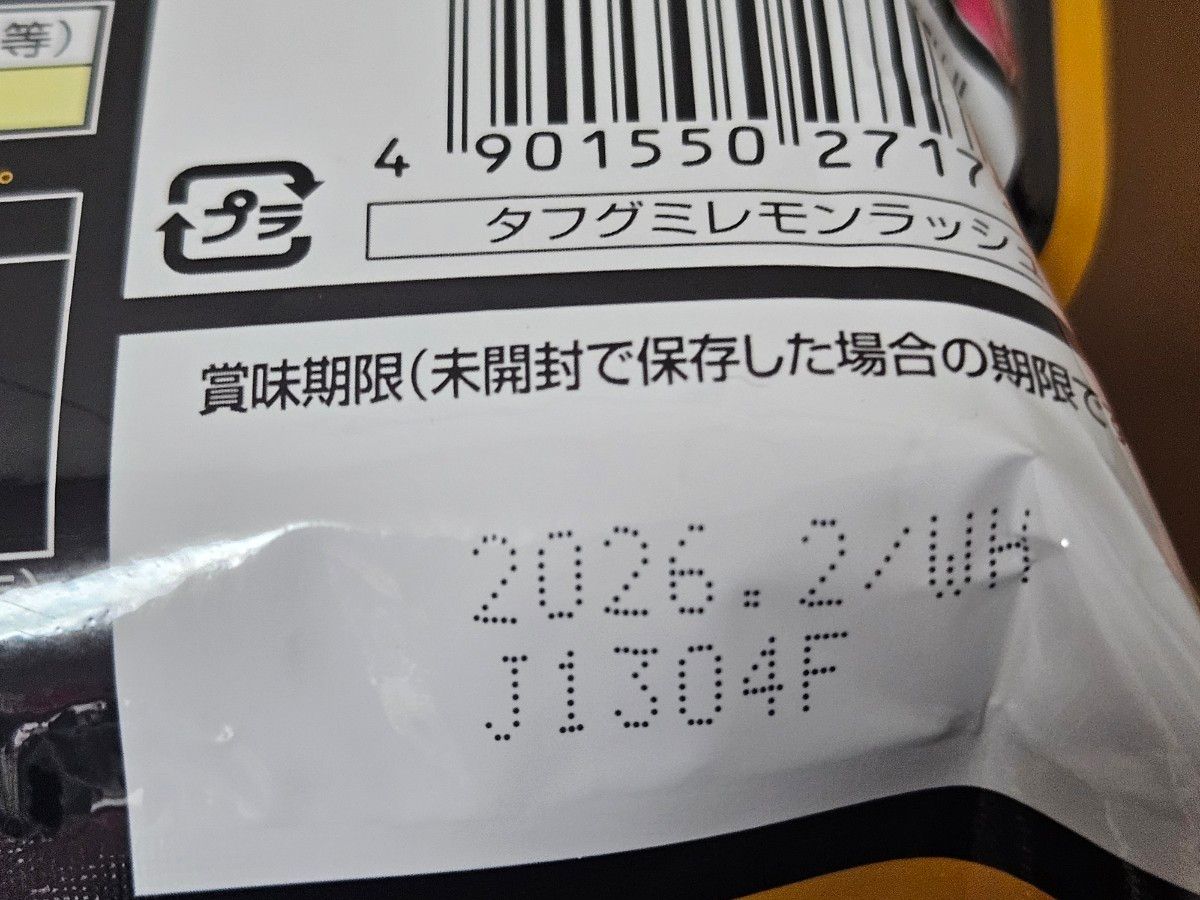 等)
4 901550 2717
プラ
タフグミレモンラッシュ
賞味期限(未開封で保存した場合の期限で
2026.2/WH
J1304F